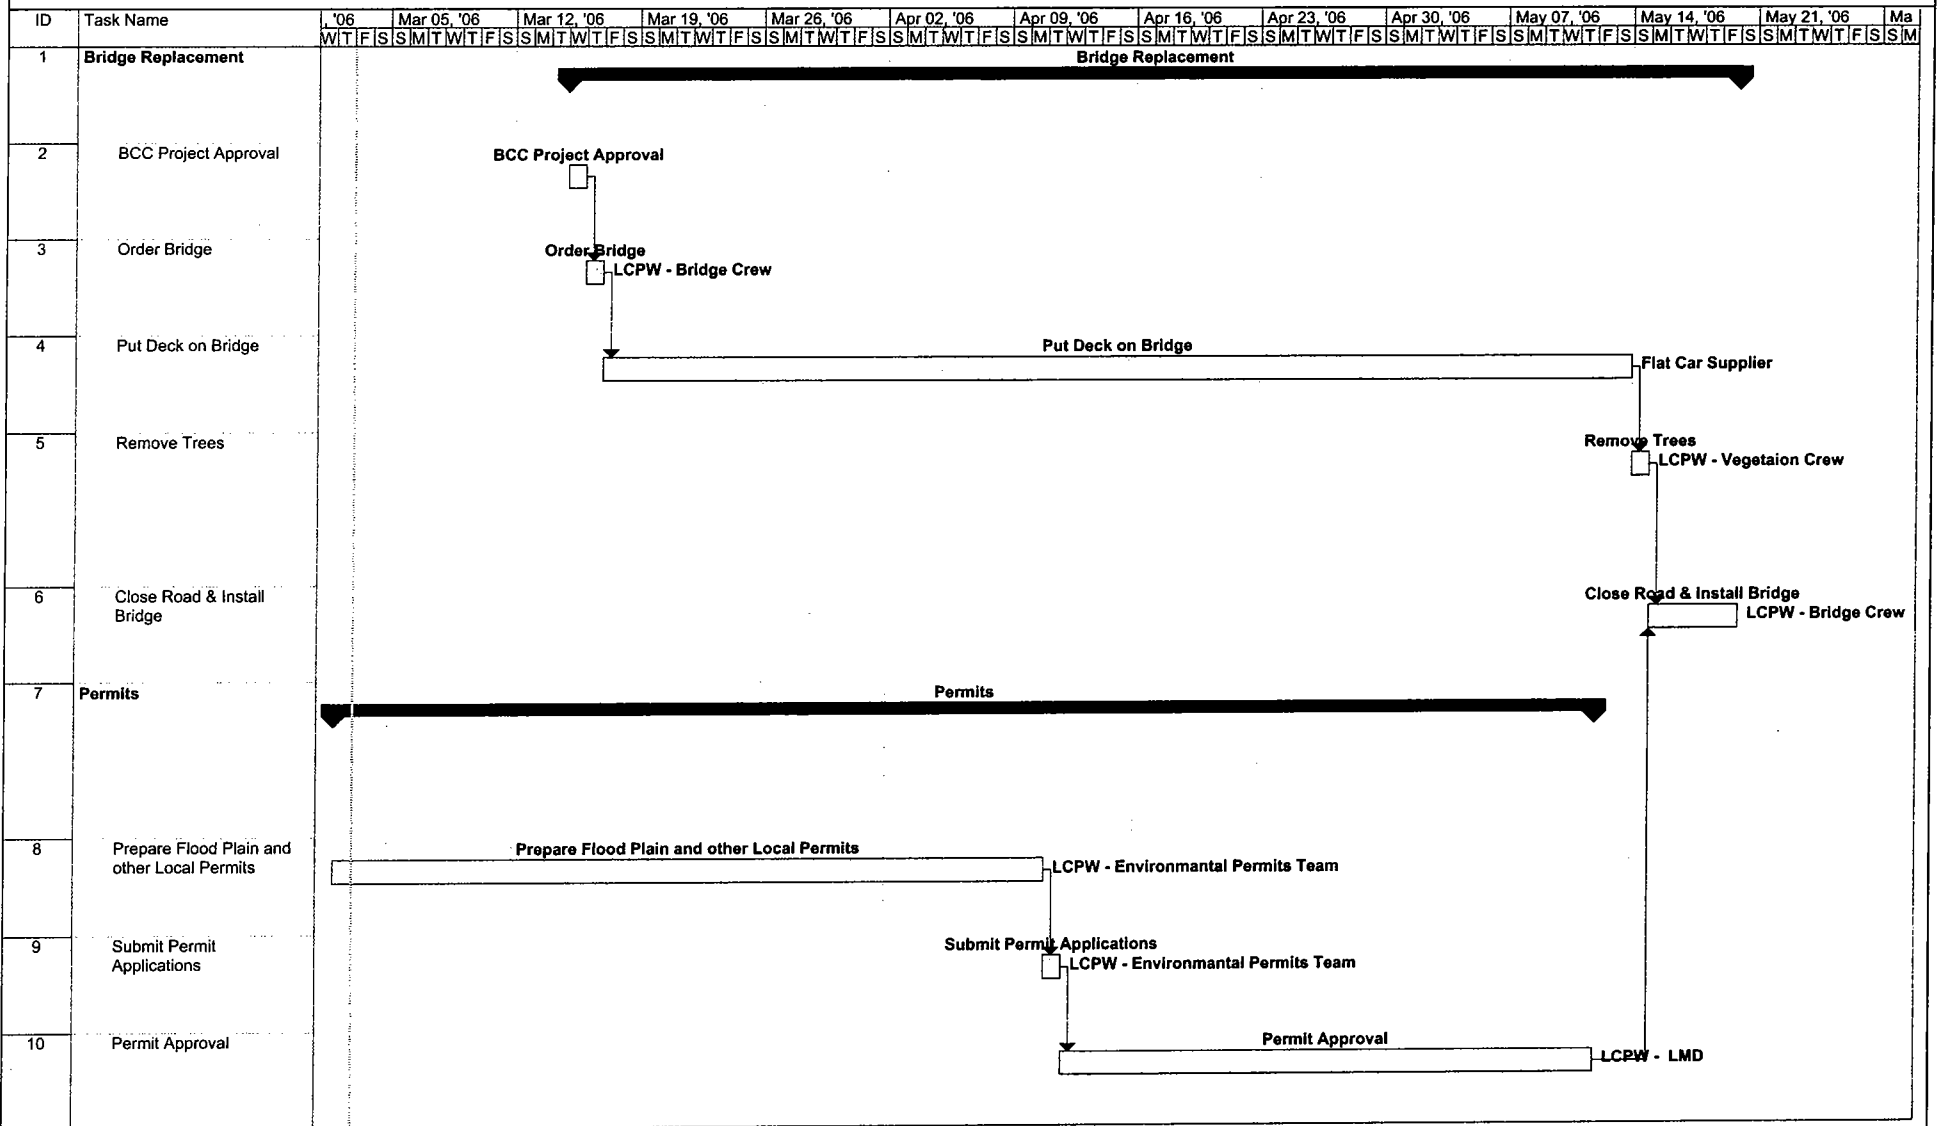 ID Task Name , '06 Mar 05, '06 Mar 12, '06 Mar 19, '06 Mar 26, '06 Apr 02, '06 Apr 09, '06 Apr 16, '06 Apr 23, '06 Apr 30, '06 May 07, '06 May 14, '06 May 21, '06 Ma
W T F S S M T W T F S S M T W T F S S M T W T F S S M T W T F S S M T W T F S S M T W T F S S M T W T F S S M T W T F S S M T W T F S S M T W T F S S M T W T F S S M T W T F S S M
1 Bridge Replacement Bridge Replacement
2 BCC Project Approval BCC Project Approval
3 Order Bridge Order Bridge
LCPW - Bridge Crew
4 Put Deck on Bridge Put Deck on Bridge
Flat Car Supplier
5 Remove Trees Remove Trees
LCPW - Vegetaion Crew
6 Close Road & Install Close Road & Install Bridge
Bridge LCPW - Bridge Crew
7 Permits Permits
8 Prepare Flood Plain and Prepare Flood Plain and other Local Permits
other Local Permits LCPW - Environmantal Permits Team
9 Submit Permit Submit Permit Applications
Applications LCPW - Environmantal Permits Team
10 Permit Approval Permit Approval
LCPW - LMD